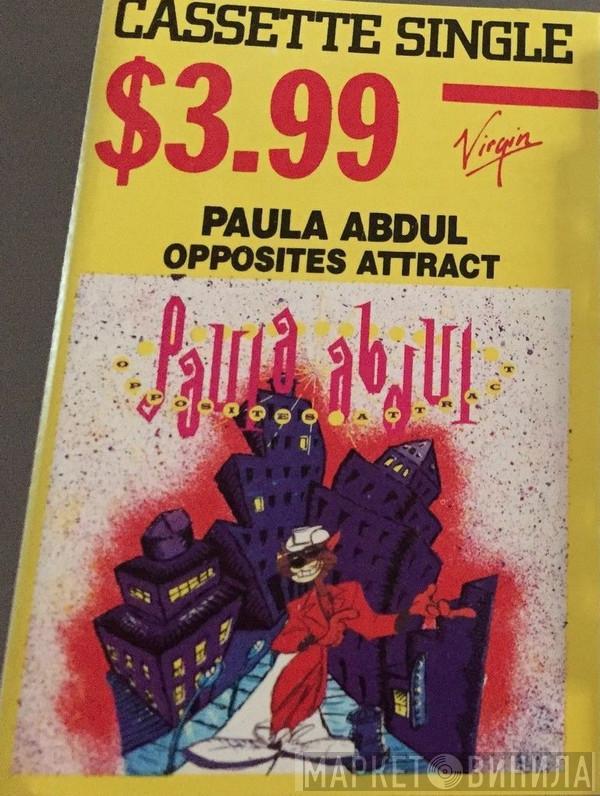 CASSETTE SINGLE
$3.99
Virgin
PAULA ABDUL
OPPOSITES ATTRACT
Paula abdul
OPPOSITES ATTRACT
МАРКЕТ ВИНИЛА